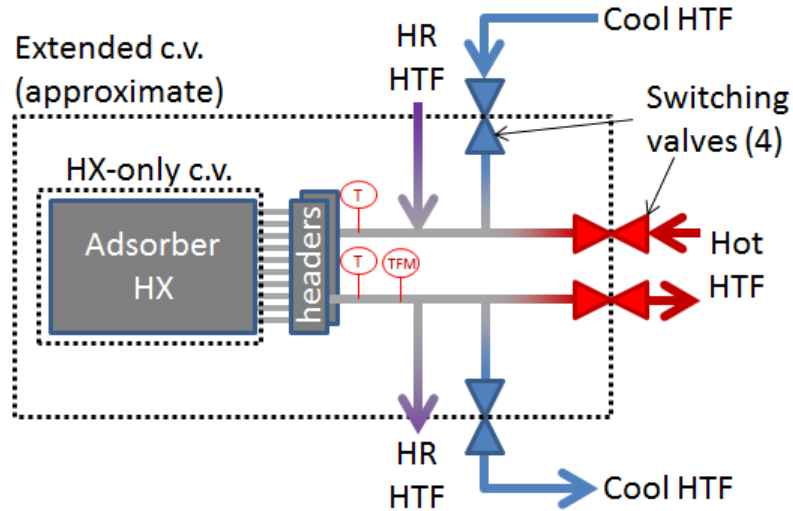 Extended c.v.
(approximate)
HR
HTF
Cool HTF
Switching
valves (4)
HX-only c.v.
Adsorber
HX
headers
T
T
TFM
Hot
HTF
HR
HTF
Cool HTF